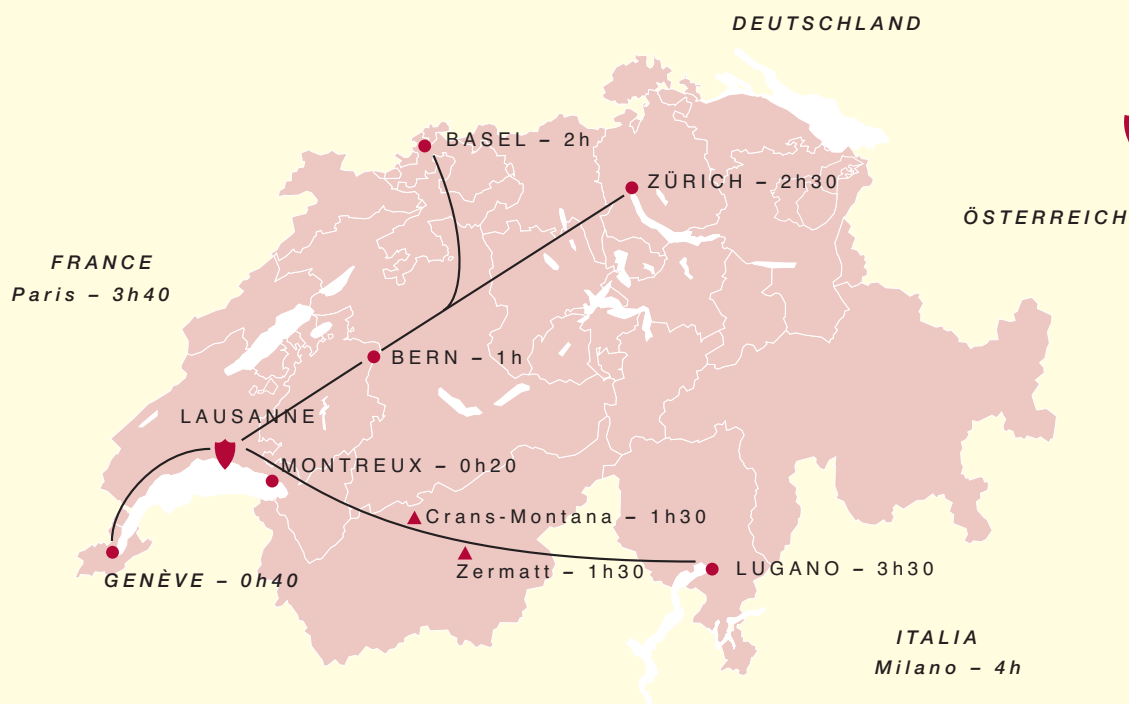 DEUTSCHLAND
BASEL – 2h
ZÜRICH – 2h30
ÖSTERREICH
FRANCE
Paris – 3h40
BERN – 1h
LAUSANNE
MONTREUX – 0h20
Crans-Montana – 1h30
Zermatt – 1h30
GENÈVE – 0h40
LUGANO – 3h30
ITALIA
Milano – 4h